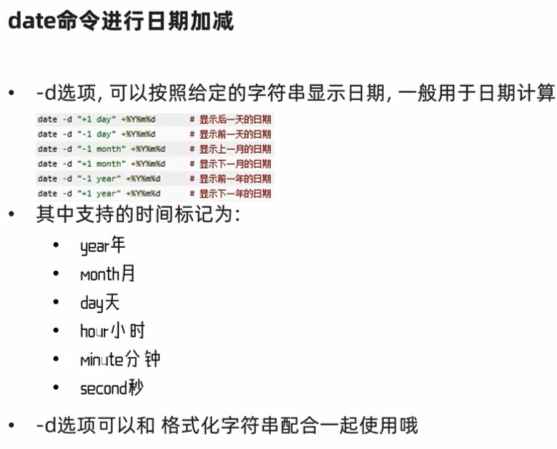 date命令进行日期加减
• -d选项, 可以按照给定的字符串显示日期, 一般用于日期计算
date -d "+1 day" +%Y%m%d # 显示后一天的日期
date -d "-1 day" +%Y%m%d # 显示前一天的日期
date -d "-1 month" +%Y%m%d # 显示上一月的日期
date -d "+1 month" +%Y%m%d # 显示下一月的日期
date -d "-1 year" +%Y%m%d # 显示前一年的日期
date -d "+1 year" +%Y%m%d # 显示下一年的日期
• 其中支持的时间标记为：
• year年
• month月
• day天
• hour小时
• minute分钟
• second秒
• -d选项可以和 格式化字符串配合一起使用哦